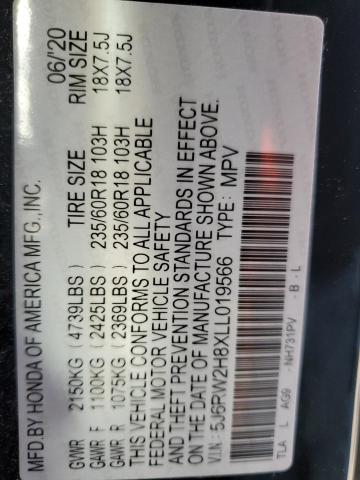 MFD.BY HONDA OF AMERICA MFG.,INC. 06/'20
GVWR 2150KG (4739LBS) TIRE SIZE RIM SIZE
GAWR F 1100KG (2425LBS) 235/60R18 103H 18X7.5J
GAWR R 1075KG (2369LBS) 235/60R18 103H 18X7.5J
THIS VEHICLE CONFORMS TO ALL APPLICABLE
FEDERAL MOTOR VEHICLE SAFETY
AND THEFT PREVENTION STANDARDS IN EFFECT
ON THE DATE OF MANUFACTURE SHOWN ABOVE.
V.I.N.: 5J6RW2H8XLL019566 TYPE: MPV
TLA L AG9 NH731PV - B - L